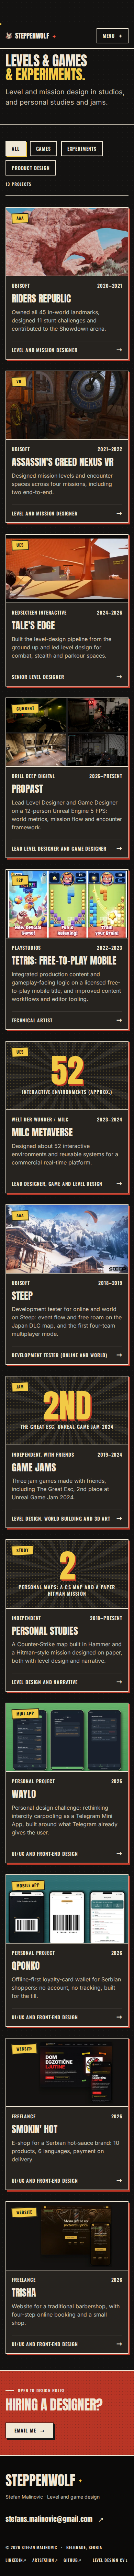 STEPPENWOLF
MENU +
LEVELS & GAMES
& EXPERIMENTS.
Level and mission design in studios,
and personal studies and jams.
ALL
GAMES
EXPERIMENTS
PRODUCT DESIGN
13 PROJECTS
AAA
UBISOFT 2020–2021
RIDERS REPUBLIC
Owned all 45 in-world landmarks,
designed 11 stunt challenges and
contributed to the Showdown arena.
LEVEL AND MISSION DESIGNER →
VR
UBISOFT 2021–2022
ASSASSIN'S CREED NEXUS VR
Designed mission levels and encounter
spaces across four missions, including
two end-to-end.
LEVEL AND MISSION DESIGNER →
UE5
REDSIXTEEN INTERACTIVE 2024–2026
TALE'S EDGE
Built the level-design pipeline from the
ground up and led level design for
combat, stealth and parkour spaces.
SENIOR LEVEL DESIGNER →
CURRENT
DRILL DEEP DIGITAL 2026–PRESENT
PROPAST
Lead Level Designer and Game Designer
on a 12-person Unreal Engine 5 FPS:
world metrics, mission flow and encounter
framework.
LEAD LEVEL DESIGNER AND GAME DESIGNER →
F2P
New Official
Game!
Fun &
Relaxing!
Train
your Brain!
PLAYSTUDIOS 2022–2023
TETRIS: FREE-TO-PLAY MOBILE
Integrated production content and
gameplay-facing logic on a licensed free-
to-play mobile title, and improved content
workflows and editor tooling.
TECHNICAL ARTIST →
UE5
52
INTERACTIVE ENVIRONMENTS (APPROX.)
WELT DER WUNDER / MILC 2023–2024
MILC METAVERSE
Designed about 52 interactive
environments and reusable systems for a
commercial real-time platform.
LEAD DESIGNER, GAME AND LEVEL DESIGN →
AAA
STEEP
UBISOFT 2018–2019
STEEP
Development tester for online and world
on Steep: event flow and free roam on the
Japan DLC map, and the first four-team
multiplayer mode.
DEVELOPMENT TESTER (ONLINE AND WORLD) →
JAM
2ND
THE GREAT ESC, UNREAL GAME JAM 2024
INDEPENDENT, WITH FRIENDS 2019–2024
GAME JAMS
Three jam games made with friends,
including The Great Esc, 2nd place at
Unreal Game Jam 2024.
LEVEL DESIGN, WORLD BUILDING AND 3D ART →
STUDY
2
PERSONAL MAPS: A CS MAP AND A PAPER
HITMAN MISSION
INDEPENDENT 2018–PRESENT
PERSONAL STUDIES
A Counter-Strike map built in Hammer and
a Hitman-style mission designed on paper,
both with level design and narrative.
LEVEL DESIGN AND NARRATIVE →
MINI APP
PERSONAL PROJECT 2026
WAYLO
Personal design challenge: rethinking
intercity carpooling as a Telegram Mini
App, built around what Telegram already
gives the user.
UI/UX AND FRONT-END DESIGN →
MOBILE APP
PERSONAL PROJECT 2026
QPONKO
Offline-first loyalty-card wallet for Serbian
shoppers: no account, no tracking, built
for the till.
UI/UX AND FRONT-END DESIGN →
WEBSITE
DOM
EGZOTIČNE
LJUTINE
FREELANCE 2026
SMOKIN' HOT
E-shop for a Serbian hot-sauce brand: 10
products, 6 languages, payment on
delivery.
UI/UX AND FRONT-END DESIGN →
WEBSITE
FREELANCE 2026
TRISHA
Website for a traditional barbershop, with
four-step online booking and a small
shop.
UI/UX AND FRONT-END DESIGN →
OPEN TO DESIGN ROLES
HIRING A DESIGNER?
EMAIL ME →
STEPPENWOLF
Stefan Malinovic · Level and game design
stefans.malinovic@gmail.com ↗
© 2026 STEFAN MALINOVIC · BELGRADE, SERBIA
LINKEDIN↗ ARTSTATION↗ GITHUB↗ LEVEL DESIGN CV↓